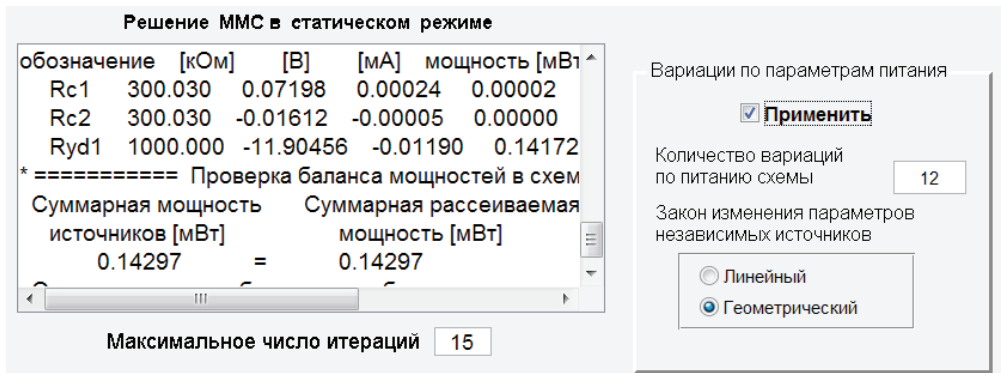 Решение ММС в статическом режиме
обозначение [кОм] [В] [мА] мощность [мВт
Rc1 300.030 0.07198 0.00024 0.00002
Rc2 300.030 -0.01612 -0.00005 0.00000
Ryd1 1000.000 -11.90456 -0.01190 0.14172
* =========== Проверка баланса мощностей в схем
Суммарная мощность Суммарная рассеиваемая
источников [мВт] мощность [мВт]
0.14297 = 0.14297
Максимальное число итераций 15
Вариации по параметрам питания
Применить
Количество вариаций
по питанию схемы 12
Закон изменения параметров
независимых источников
Линейный
Геометрический